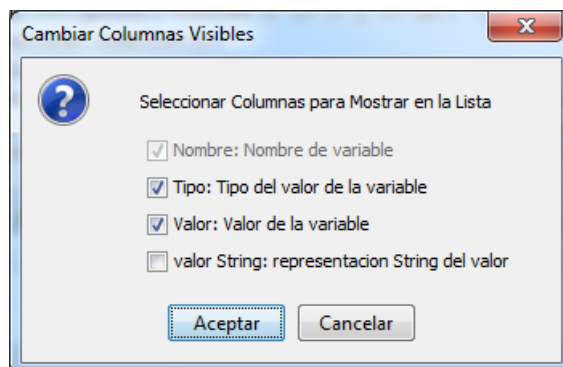 Cambiar Columnas Visibles
Seleccionar Columnas para Mostrar en la Lista
Nombre: Nombre de variable
Tipo: Tipo del valor de la variable
Valor: Valor de la variable
valor String: representacion String del valor
Aceptar Cancelar